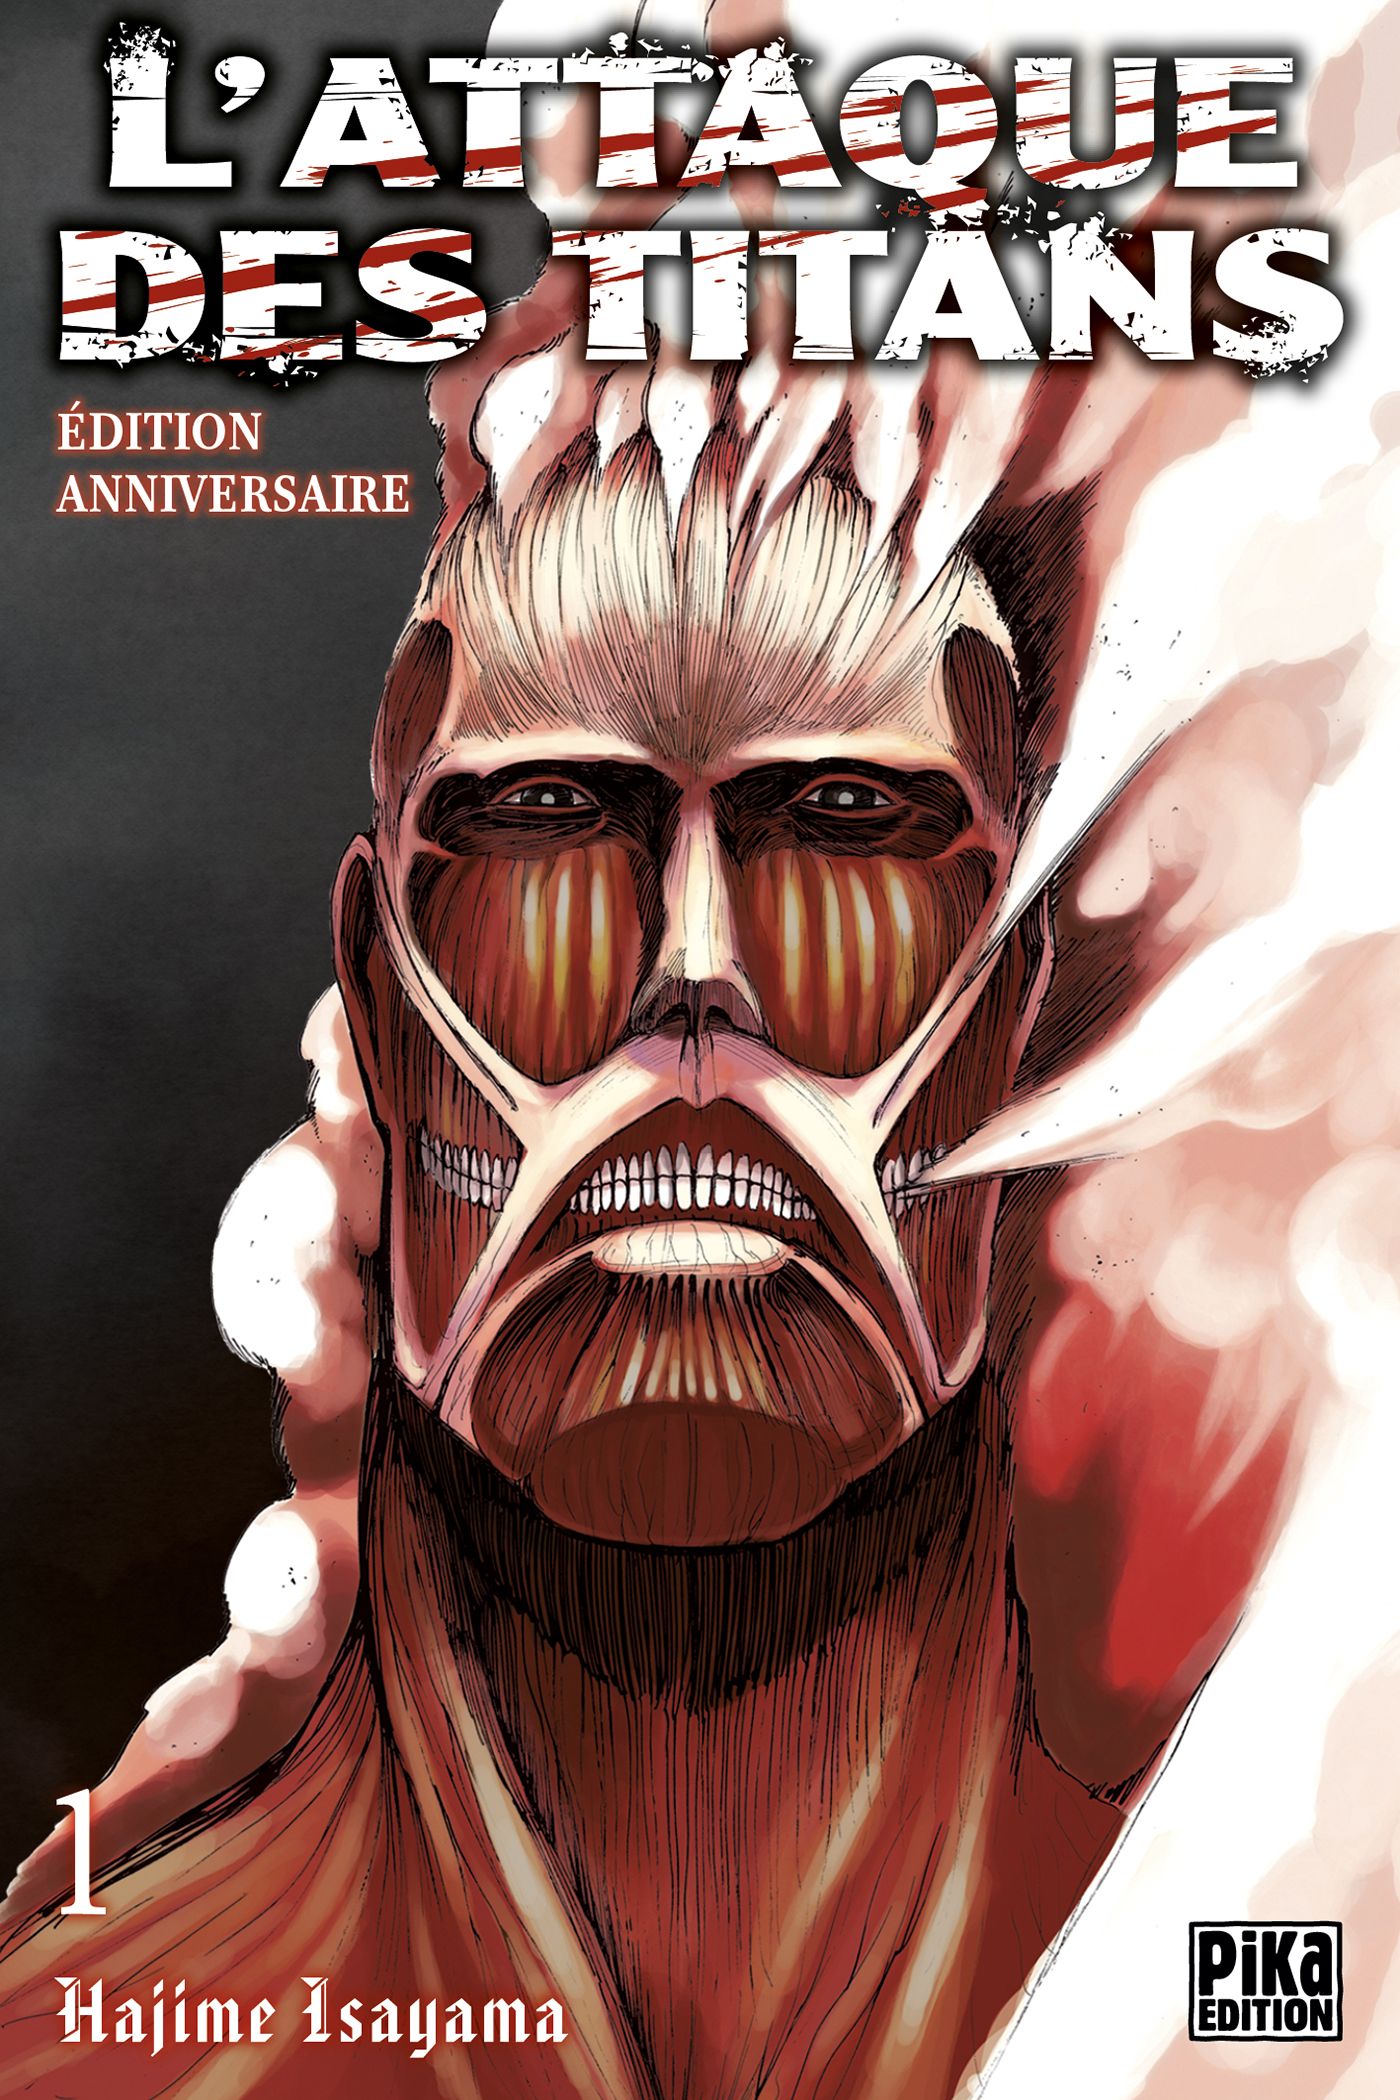 L'ATTAQUE
DES TITANS
ÉDITION
ANNIVERSAIRE
1
Hajime Isayama
PiKa
EDITION